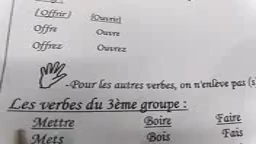 (Offrir) (Ouvrir)
Offre Ouvre
Offrez Ouvrez
-Pour les autres verbes, on n'enlève pas (s
Les verbes du 3ème groupe :
Mettre Boire Faire
Mets Bois Fais